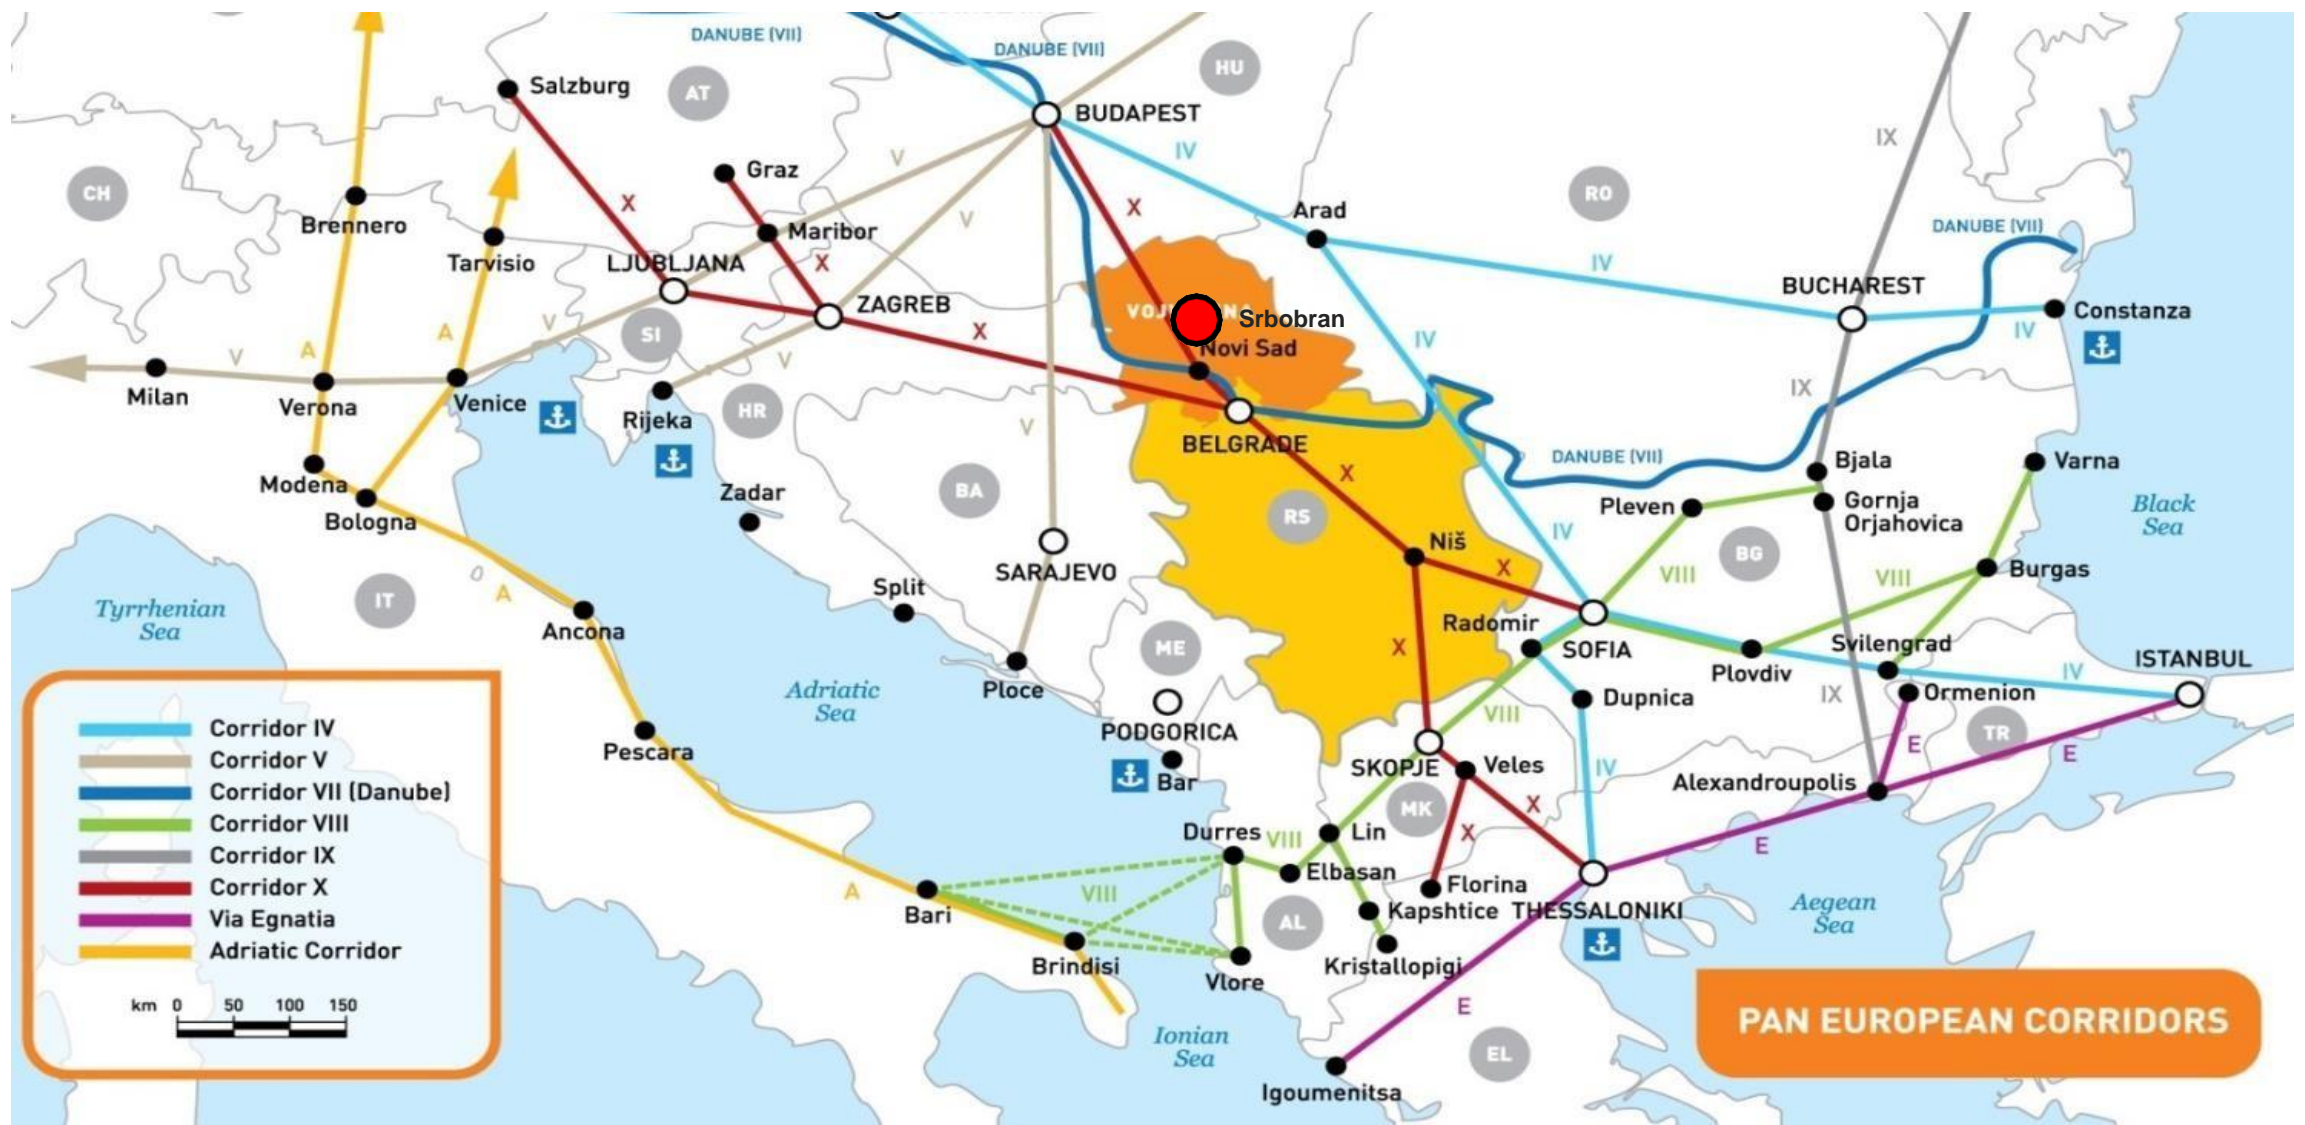 DANUBE (VII)
DANUBE (VII)
HU
Salzburg
AT
BUDAPEST
IV
IX
V
Graz
CH
X
X
RO
Brennero
V
Arad
Maribor
DANUBE (VII)
Tarvisio
LJUBLJANA
X
IV
BUCHAREST
ZAGREB
VOJ
NA
Srbobran
Constanza
V
A
A
SI
X
IV
IV
Novi Sad
V
V
Milan
Verona
Venice
Rijeka
HR
IX
V
BELGRADE
DANUBE (VII)
Bjala
Varna
X
Modena
Zadar
BA
Pleven
Gornja
Orjahovica
Black
Sea
Bologna
RS
IV
Niš
BG
SARAJEVO
X
VIII
VIII
Burgas
Split
A
IT
Tyrrhenian
Sea
Ancona
Radomir
X
ME
SOFIA
Svilengrad
Plovdiv
IV
ISTANBUL
Adriatic
Sea
Ploce
Dupnica
IX
Ormenion
VIII
PODGORICA
TR
E
E
Pescara
SKOPJE
Veles
IV
Bar
Alexandroupolis
MK
X
X
Durres
VIII
Lin
E
Elbasan
Florina
A
VIII
Bari
AL
Kapshtice
THESSALONIKI
Aegean
Sea
Brindisi
Vlore
Kristallopigi
E
Ionian
Sea
EL
Igoumenitsa
Corridor IV
Corridor V
Corridor VII (Danube)
Corridor VIII
Corridor IX
Corridor X
Via Egnatia
Adriatic Corridor
km 0 50 100 150
PAN EUROPEAN CORRIDORS